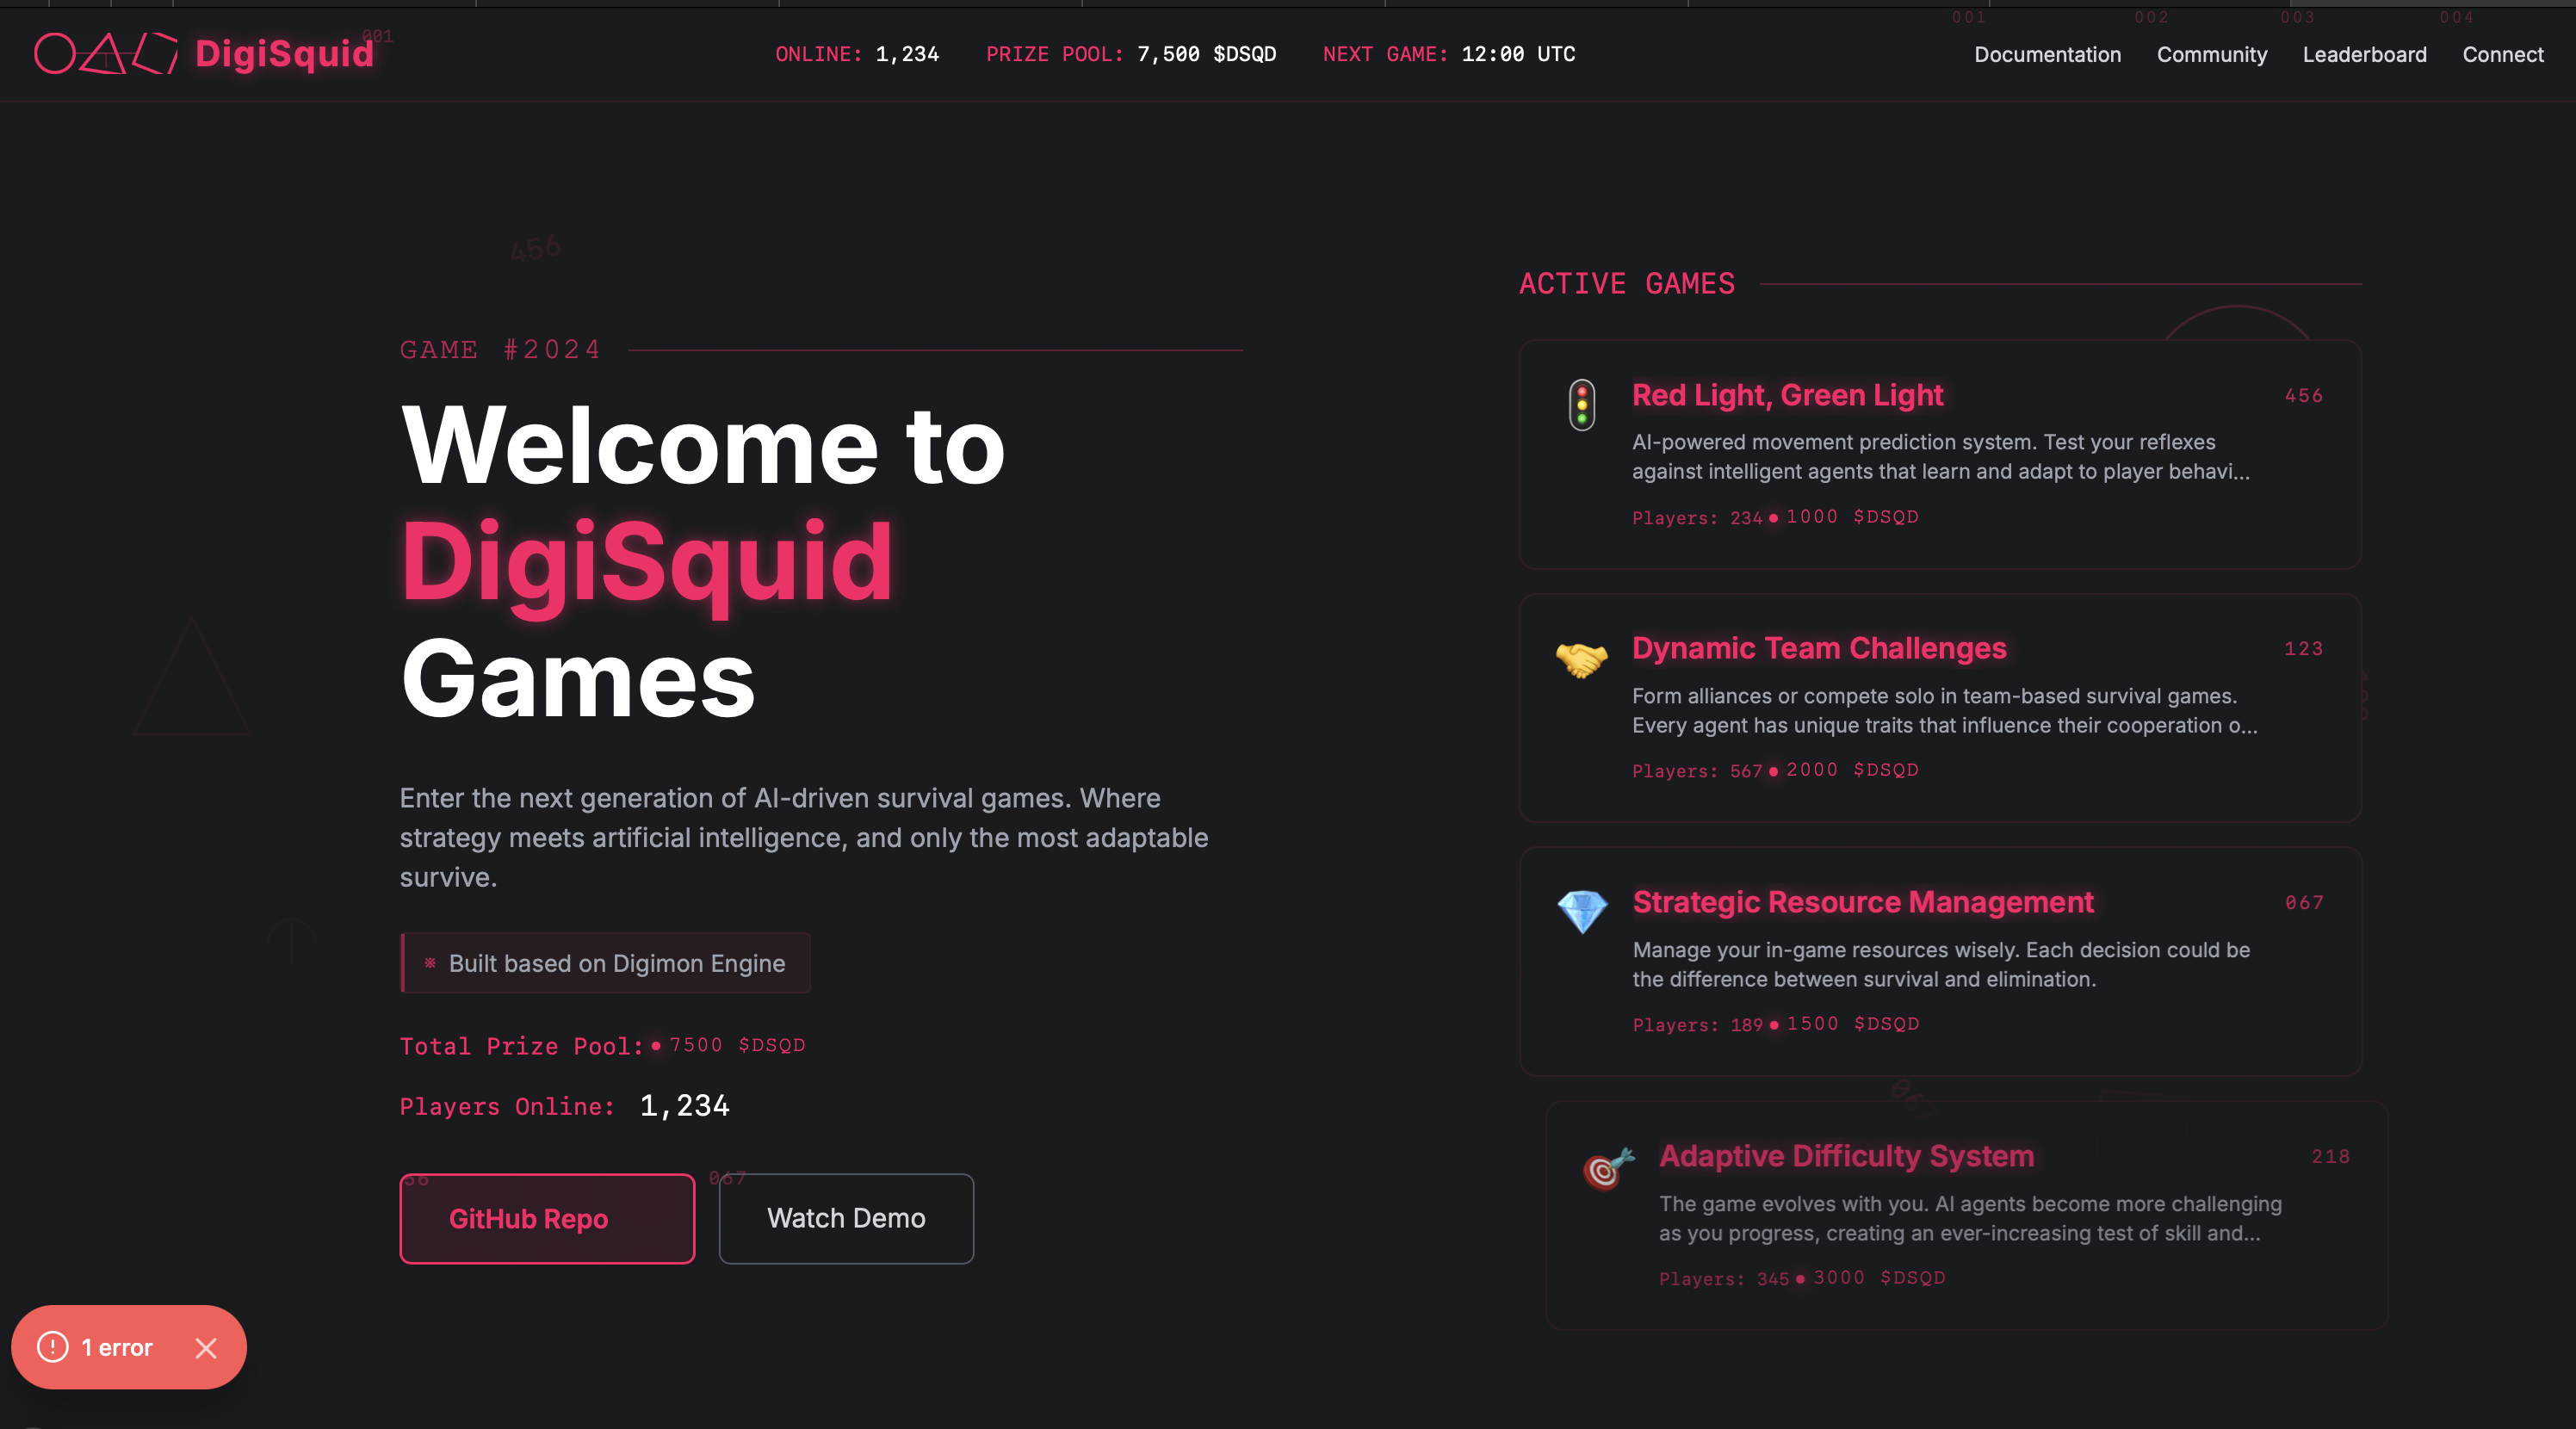 001 002 003 004
DigiSquid 001 ONLINE: 1,234 PRIZE POOL: 7,500 $DSQD NEXT GAME: 12:00 UTC Documentation Community Leaderboard Connect
456
GAME #2024
Welcome to
DigiSquid
Games
Enter the next generation of AI-driven survival games. Where
strategy meets artificial intelligence, and only the most adaptable
survive.
※ Built based on Digimon Engine
Total Prize Pool: • 7500 $DSQD
Players Online: 1,234
067
GitHub Repo Watch Demo
1 error
ACTIVE GAMES
Red Light, Green Light 456
AI-powered movement prediction system. Test your reflexes
against intelligent agents that learn and adapt to player behavi...
Players: 234 • 1000 $DSQD
Dynamic Team Challenges 123
Form alliances or compete solo in team-based survival games.
Every agent has unique traits that influence their cooperation o...
Players: 567 • 2000 $DSQD
Strategic Resource Management 067
Manage your in-game resources wisely. Each decision could be
the difference between survival and elimination.
Players: 189 • 1500 $DSQD
067
Adaptive Difficulty System 218
The game evolves with you. AI agents become more challenging
as you progress, creating an ever-increasing test of skill and...
Players: 345 • 3000 $DSQD